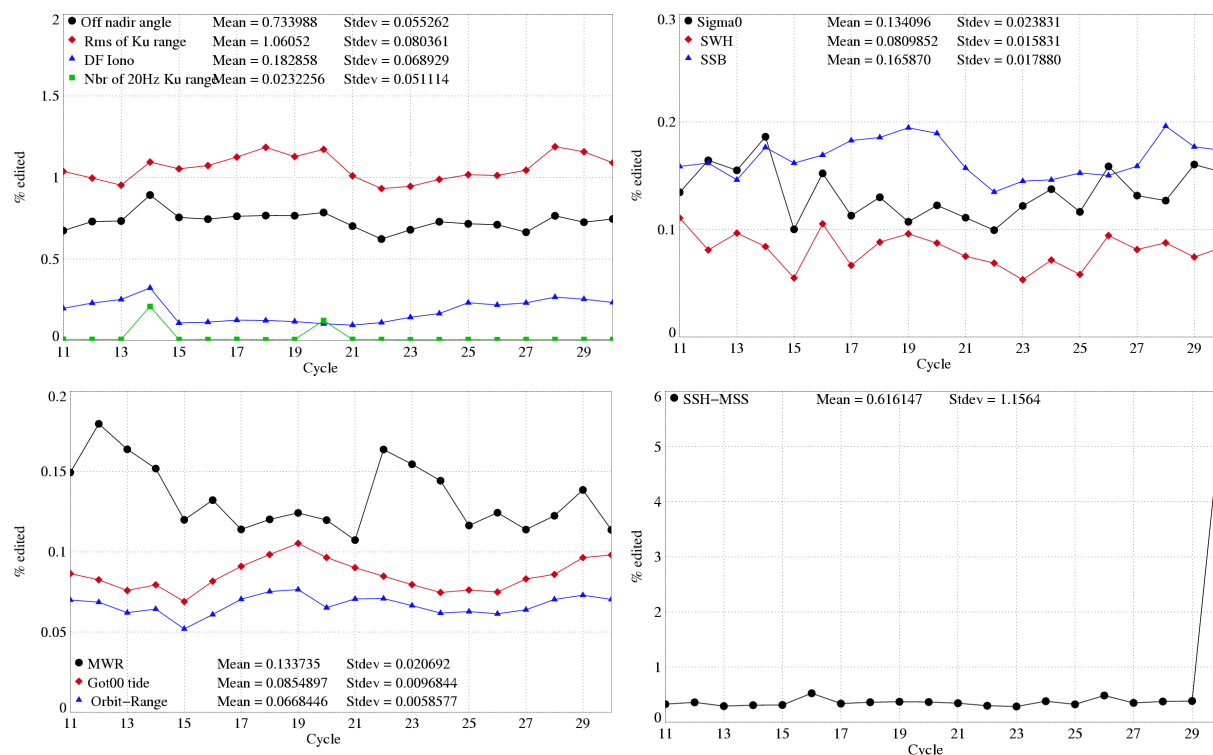 2
Off nadir angle Mean = 0.733988 Stdev = 0.055262
Rms of Ku range Mean = 1.06052 Stdev = 0.080361
DF Iono Mean = 0.182858 Stdev = 0.068929
Nbr of 20Hz Ku range Mean = 0.0232256 Stdev = 0.051114
1.5
1
0.5
0
% edited
11 13 15 17 19 21 23 25 27 29
Cycle
0.3
Sigma0 Mean = 0.134096 Stdev = 0.023831
SWH Mean = 0.0809852 Stdev = 0.015831
SSB Mean = 0.165870 Stdev = 0.017880
0.2
0.1
0
% edited
11 13 15 17 19 21 23 25 27 29
Cycle
0.2
0.15
0.1
0.05
0
% edited
MWR Mean = 0.133735 Stdev = 0.020692
Got00 tide Mean = 0.0854897 Stdev = 0.0096844
Orbit−Range Mean = 0.0668446 Stdev = 0.0058577
11 13 15 17 19 21 23 25 27 29
Cycle
6
SSH−MSS Mean = 0.616147 Stdev = 1.1564
5
4
3
2
1
0
% edited
11 13 15 17 19 21 23 25 27 29
Cycle